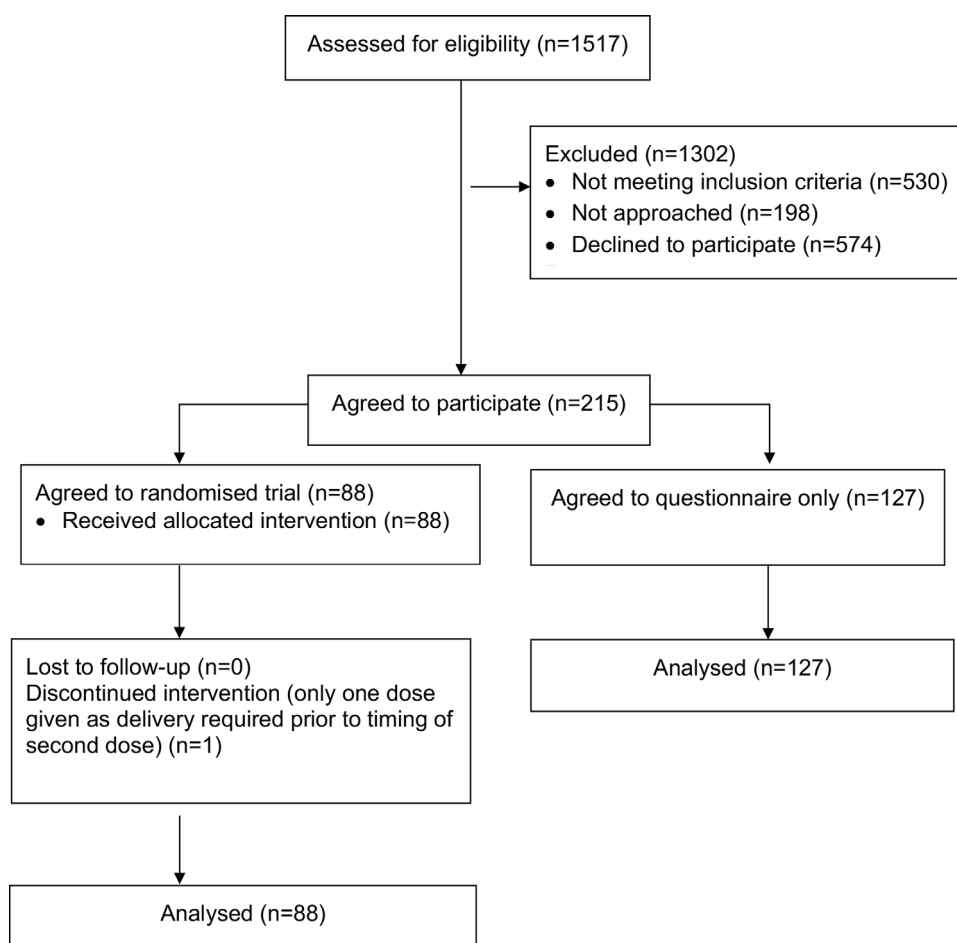 Assessed for eligibility (n=1517)
Excluded (n=1302)
• Not meeting inclusion criteria (n=530)
• Not approached (n=198)
• Declined to participate (n=574)
Agreed to participate (n=215)
Agreed to randomised trial (n=88)
• Received allocated intervention (n=88)
Agreed to questionnaire only (n=127)
Lost to follow-up (n=0)
Discontinued intervention (only one dose
given as delivery required prior to timing of
second dose) (n=1)
Analysed (n=127)
Analysed (n=88)